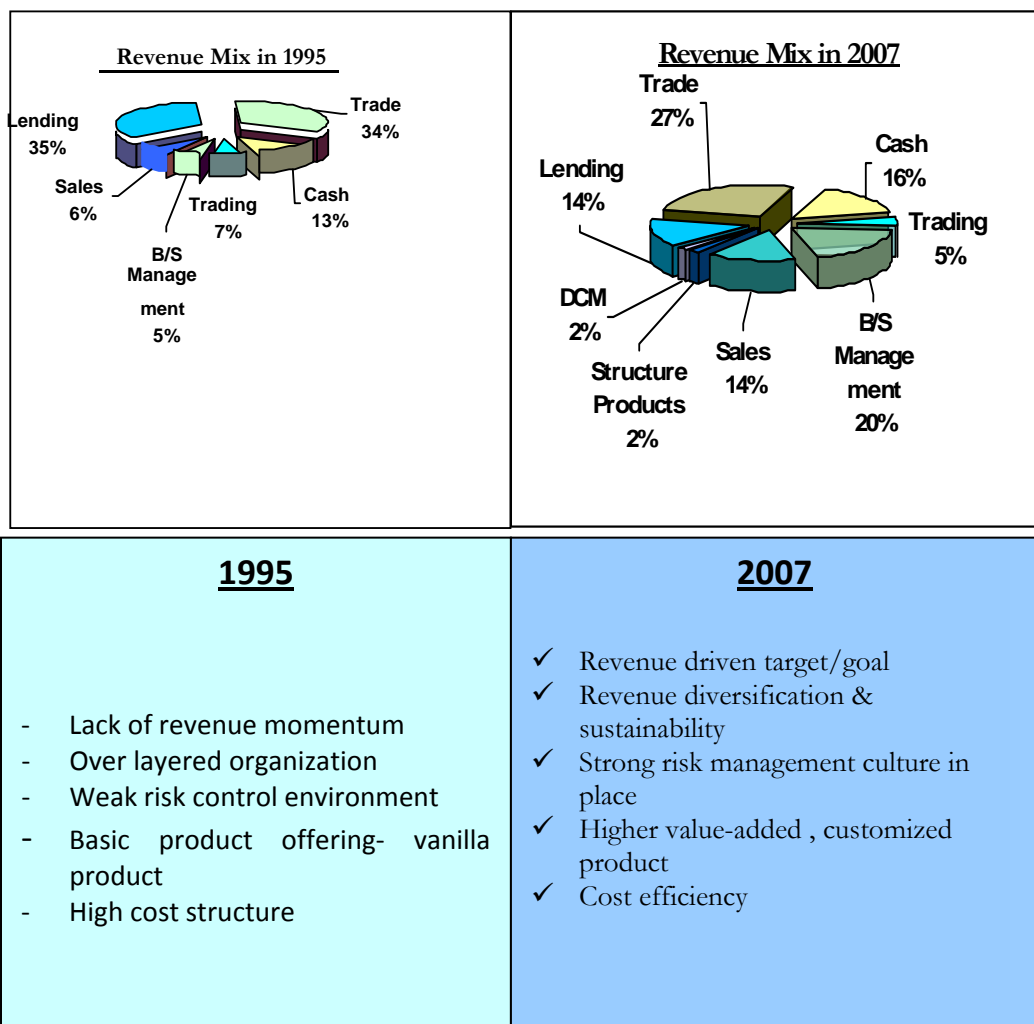 Revenue Mix in 1995
Trade
34%
Lending
35%
Sales
6%
Trading
7%
Cash
13%
B/S
Manage
ment
5%
Revenue Mix in 2007
Trade
27%
Cash
16%
Lending
14%
Trading
5%
DCM
2%
Structure
Products
2%
Sales
14%
B/S
Manage
ment
20%
1995
- Lack of revenue momentum
- Over layered organization
- Weak risk control environment
- Basic product offering- vanilla
product
- High cost structure
2007
✓ Revenue driven target/goal
✓ Revenue diversification &
sustainability
✓ Strong risk management culture in
place
✓ Higher value-added , customized
product
✓ Cost efficiency